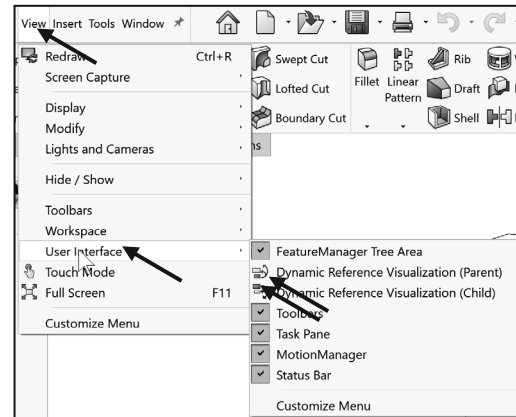 View Insert Tools Window
Redraw Ctrl+R
Screen Capture
Display
Modify
Lights and Cameras
Hide / Show
Toolbars
Workspace
User Interface
Touch Mode
Full Screen F11
Customize Menu
Swept Cut
Lofted Cut
Boundary Cut
Fillet Linear
Pattern
Rib
Draft
Shell
ns
FeatureManager Tree Area
Dynamic Reference Visualization (Parent)
Dynamic Reference Visualization (Child)
Toolbars
Task Pane
MotionManager
Status Bar
Customize Menu